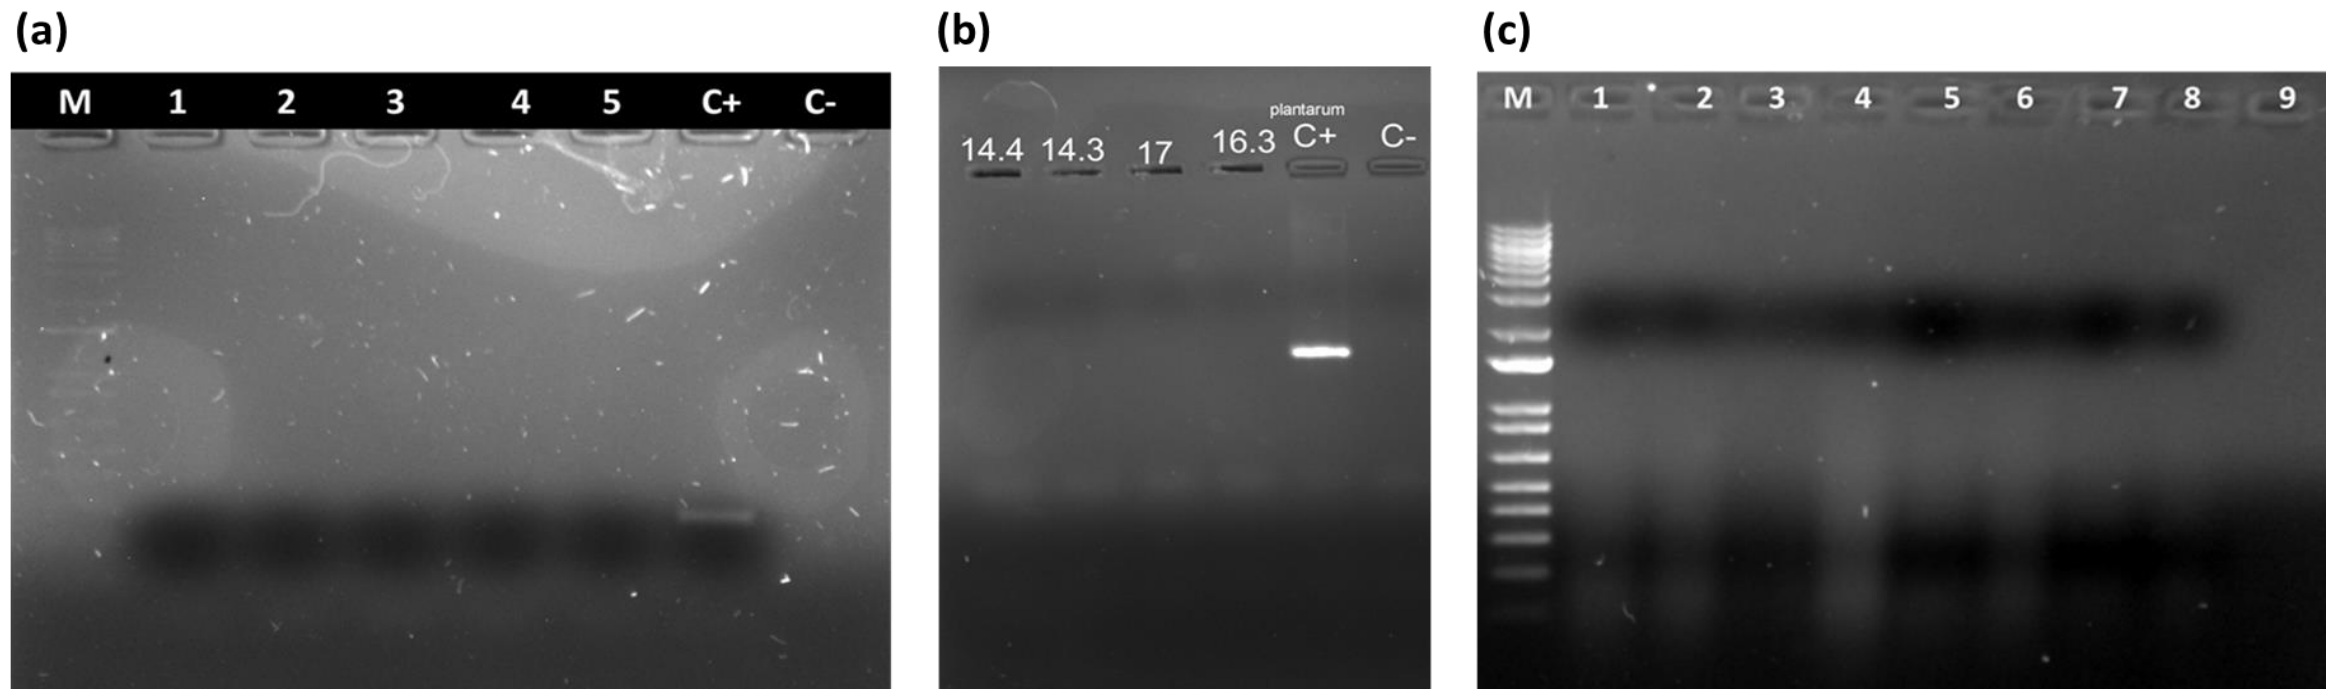 (a) (b) (c)
M 1 2 3 4 5 C+ C-
plantarum
14.4 14.3 17 16.3 C+ C-
M 1 2 3 4 5 6 7 8 9